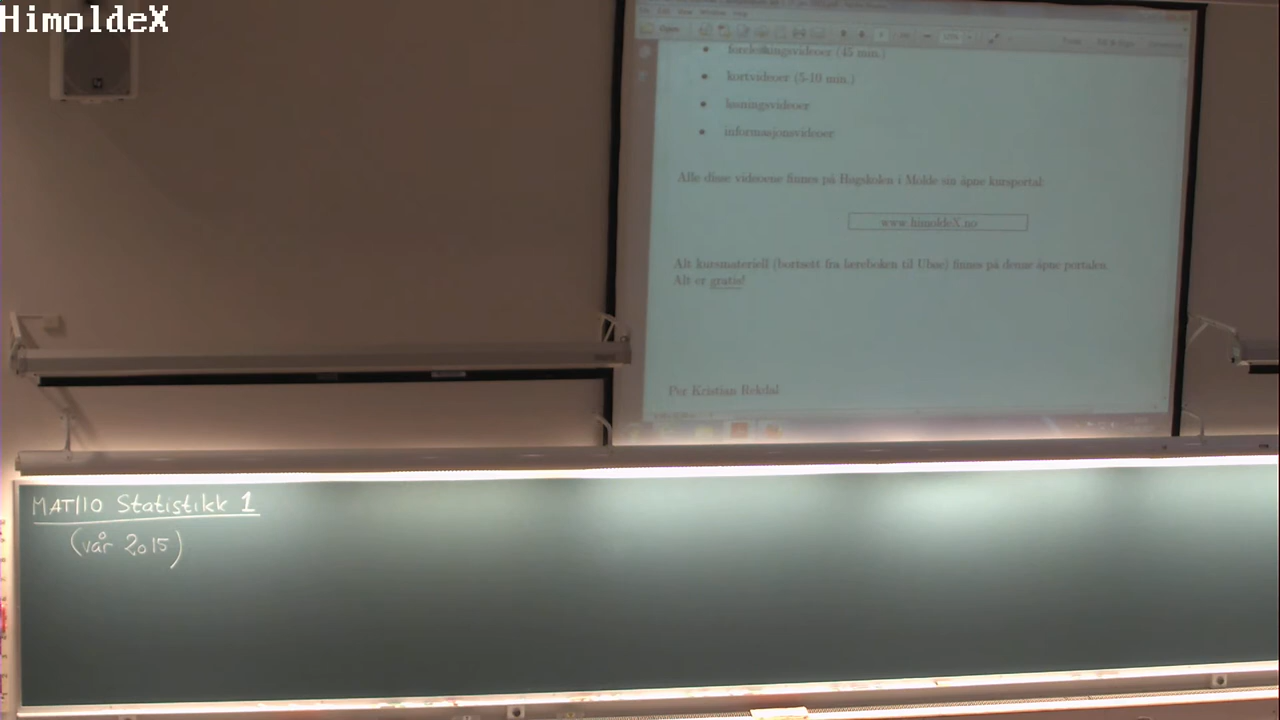 HimoldeX
• forelesningsvideoer (45 min.)
• kortvideoer (5-10 min.)
• løsningsvideoer
• informasjonsvideoer
Alle disse videoene finnes på Høgskolen i Molde sin åpne kursportal:
www.himoldeX.no
Alt kursmateriell (bortsett fra læreboken til Ubøe) finnes på denne åpne portalen.
Alt er gratis!
Per Kristian Rekdal
MAT110 Statistikk 1
(vår 2015)